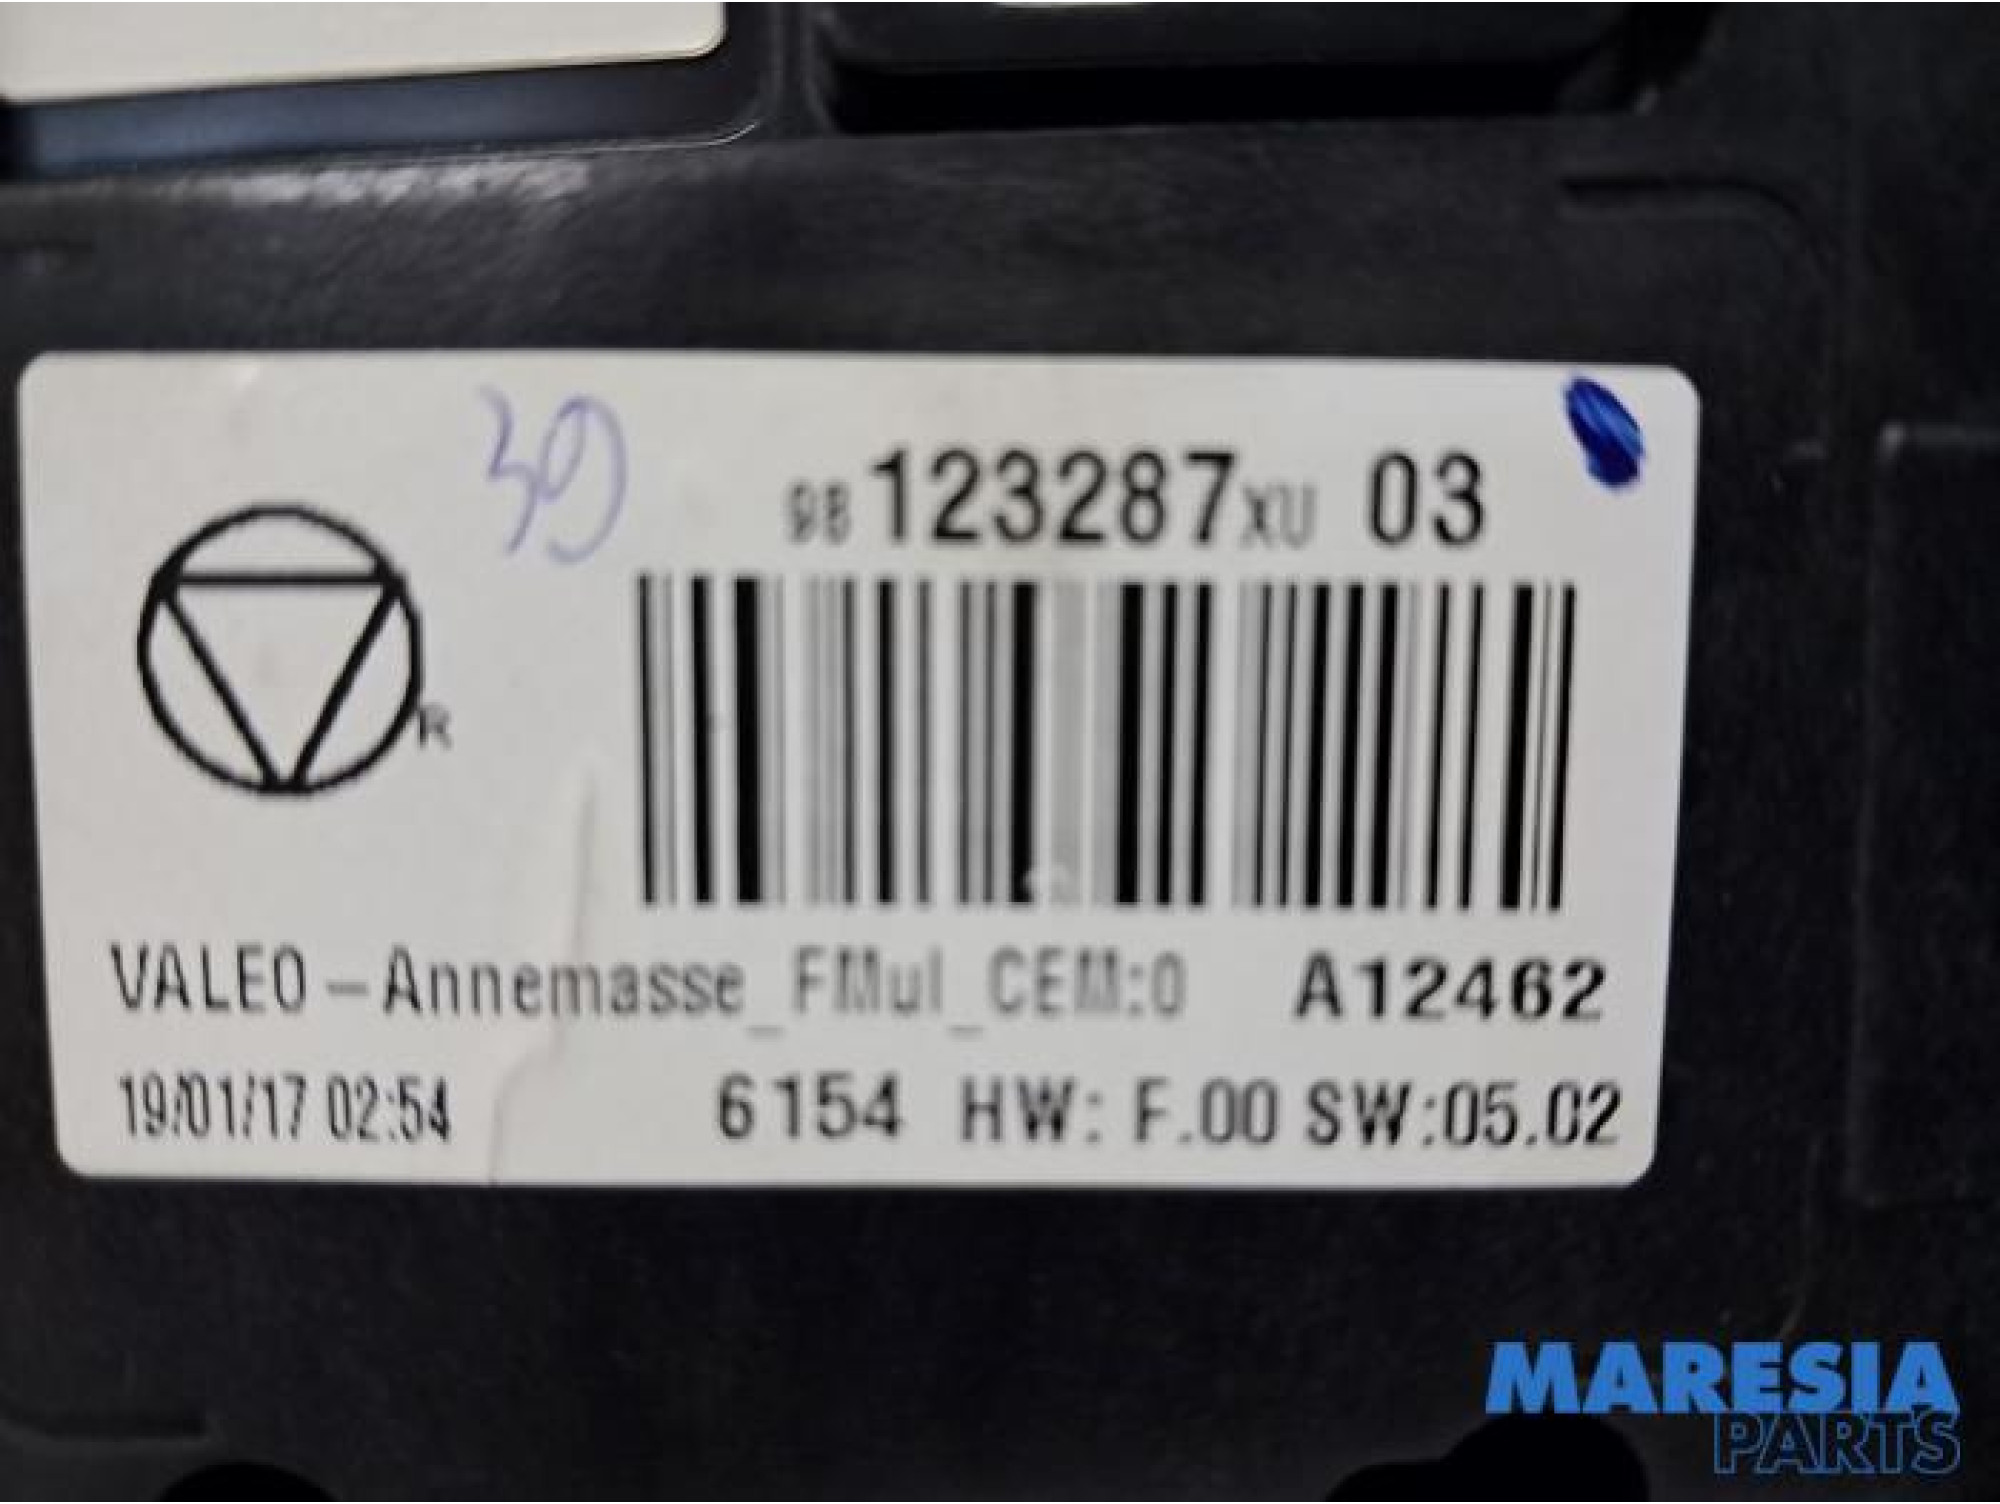 39
98 123287 XU 03
R
VALEO-Annemasse_FMul_CEM:0 A12462
19/01/17 02:54 6154 HW: F.00 SW:05.02
MARESIA
PARTS